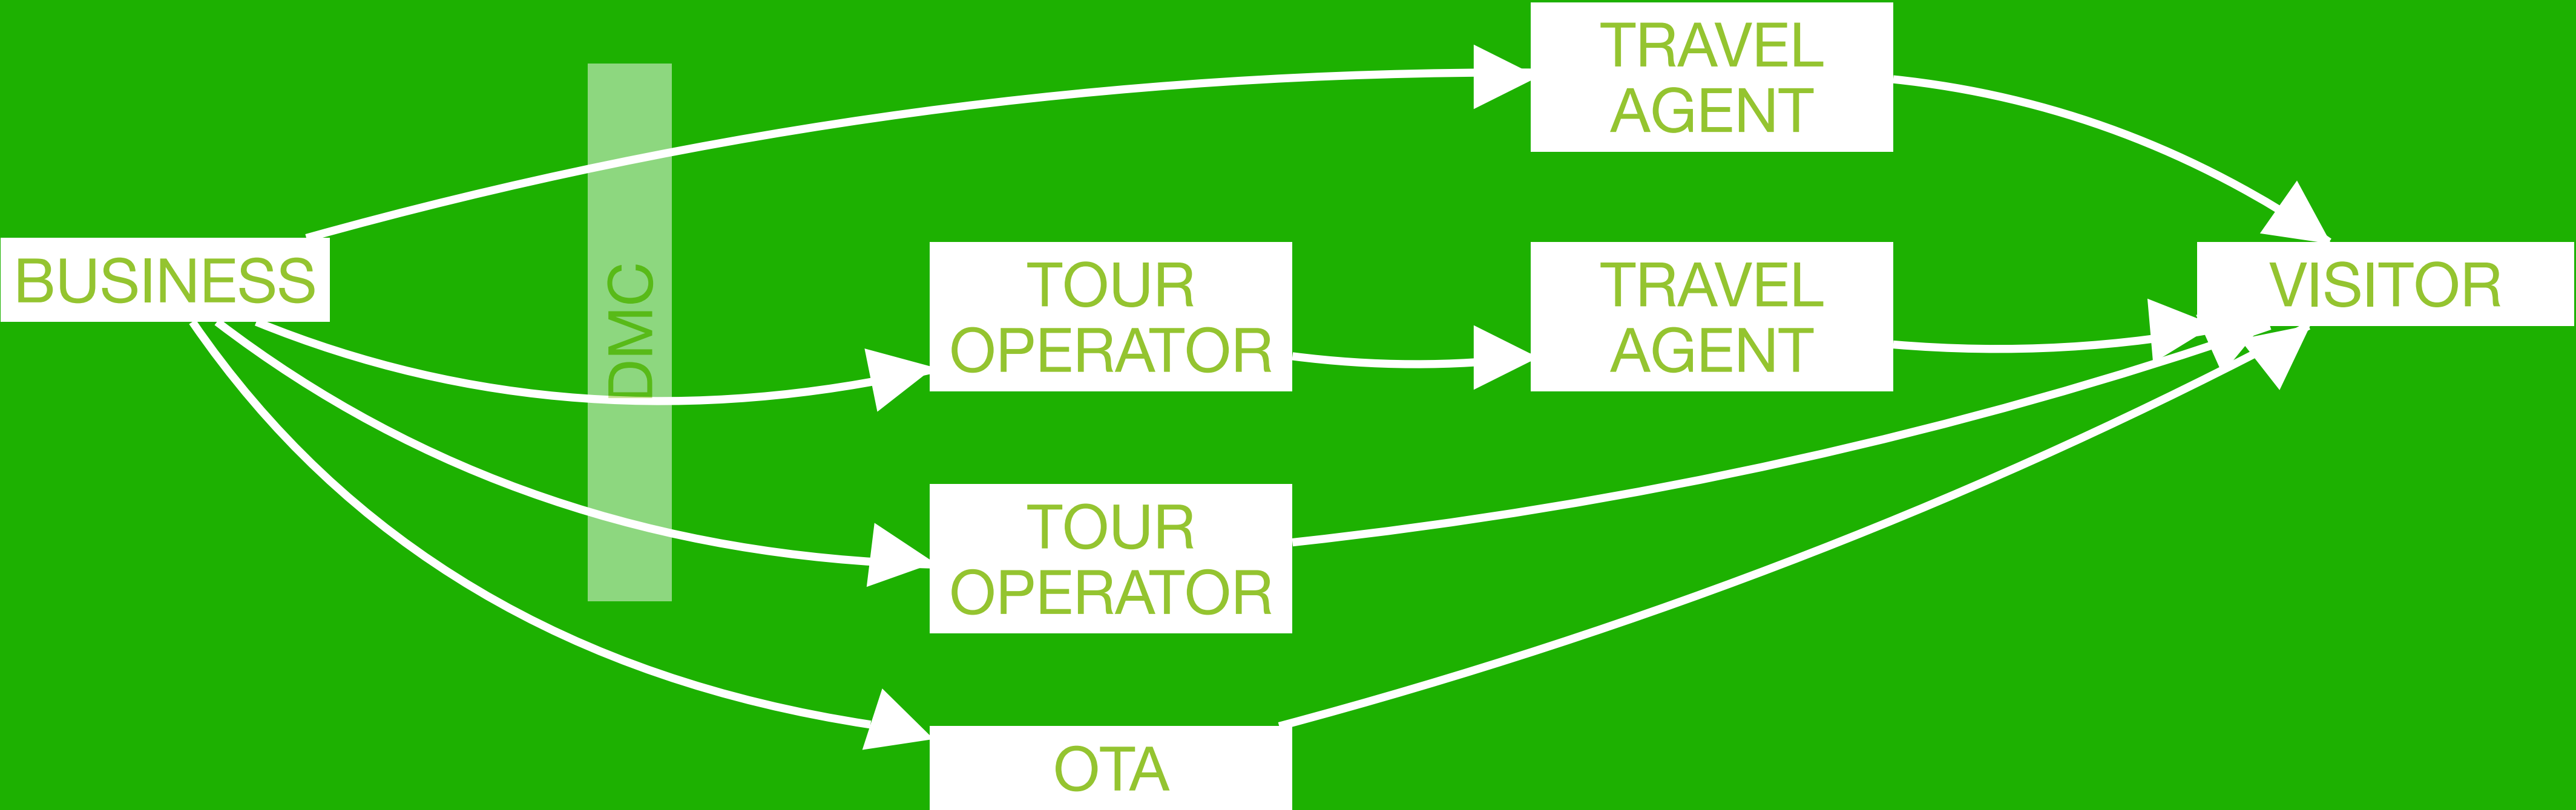 TRAVEL
AGENT
BUSINESS
DMC
TOUR
OPERATOR
TRAVEL
AGENT
VISITOR
TOUR
OPERATOR
OTA